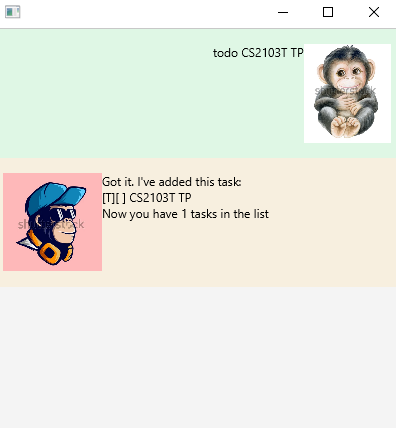 todo CS2103T TP
shutterstock
Got it. I've added this task:
[T][ ] CS2103T TP
Now you have 1 tasks in the list
shutterstock